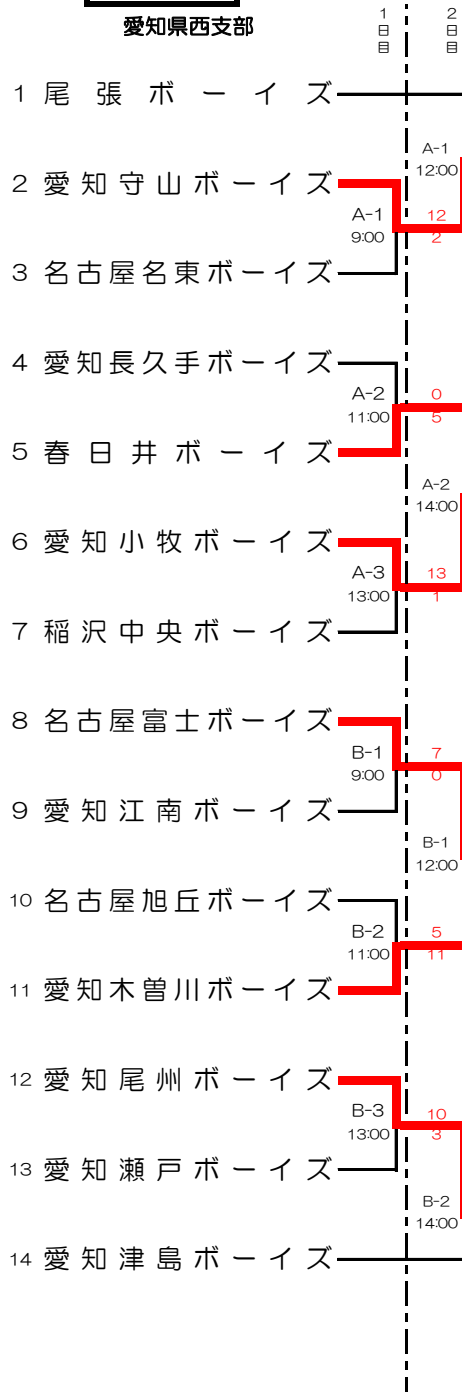 愛知県西支部
1日目
2日目
1 尾張ボーイズ
A-1
12:00
2 愛知守山ボーイズ
A-1
9:00
12
2
3 名古屋名東ボーイズ
4 愛知長久手ボーイズ
A-2
11:00
0
5
5 春日井ボーイズ
A-2
14:00
6 愛知小牧ボーイズ
A-3
13:00
13
1
7 稲沢中央ボーイズ
8 名古屋富士ボーイズ
B-1
9:00
7
0
9 愛知江南ボーイズ
B-1
12:00
10 名古屋旭丘ボーイズ
B-2
11:00
5
11
11 愛知木曽川ボーイズ
12 愛知尾州ボーイズ
B-3
13:00
10
3
13 愛知瀬戸ボーイズ
B-2
14:00
14 愛知津島ボーイズ